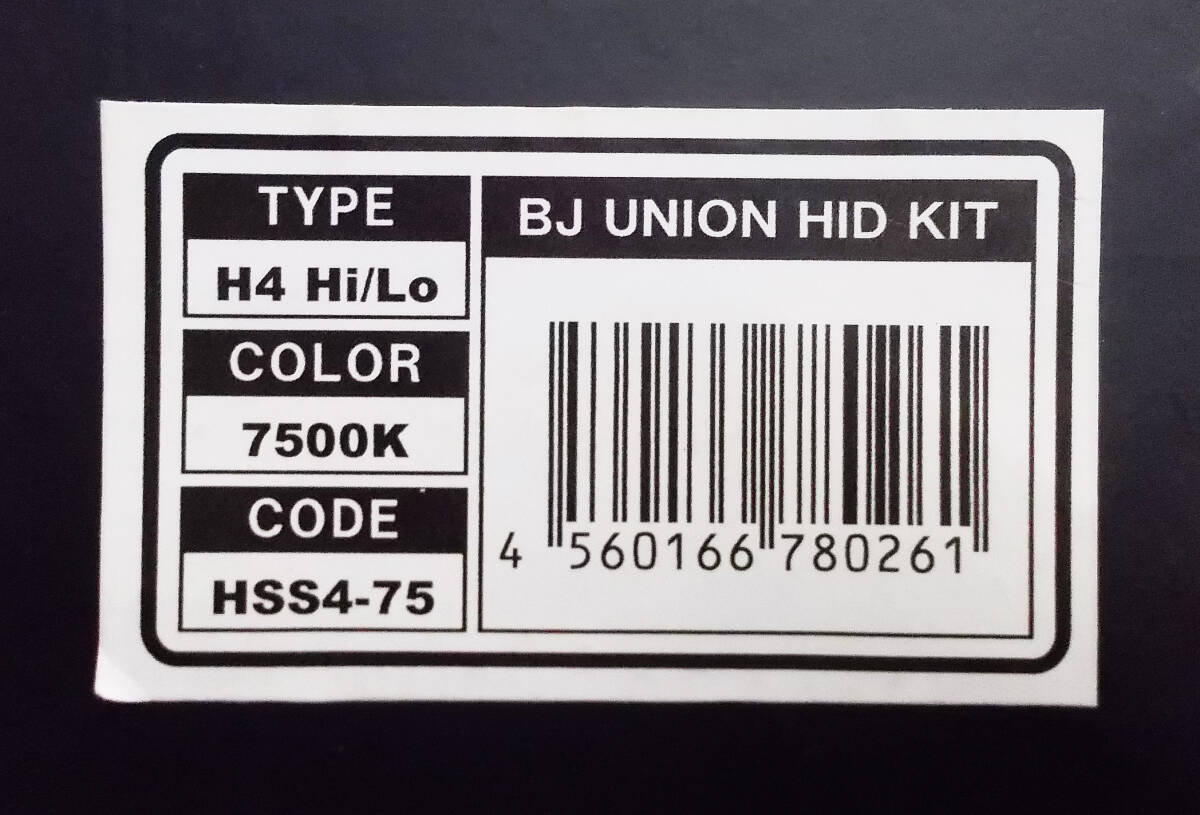 TYPE
H4 Hi/Lo
COLOR
7500K
CODE
HSS4-75
BJ UNION HID KIT
4 560166 780261